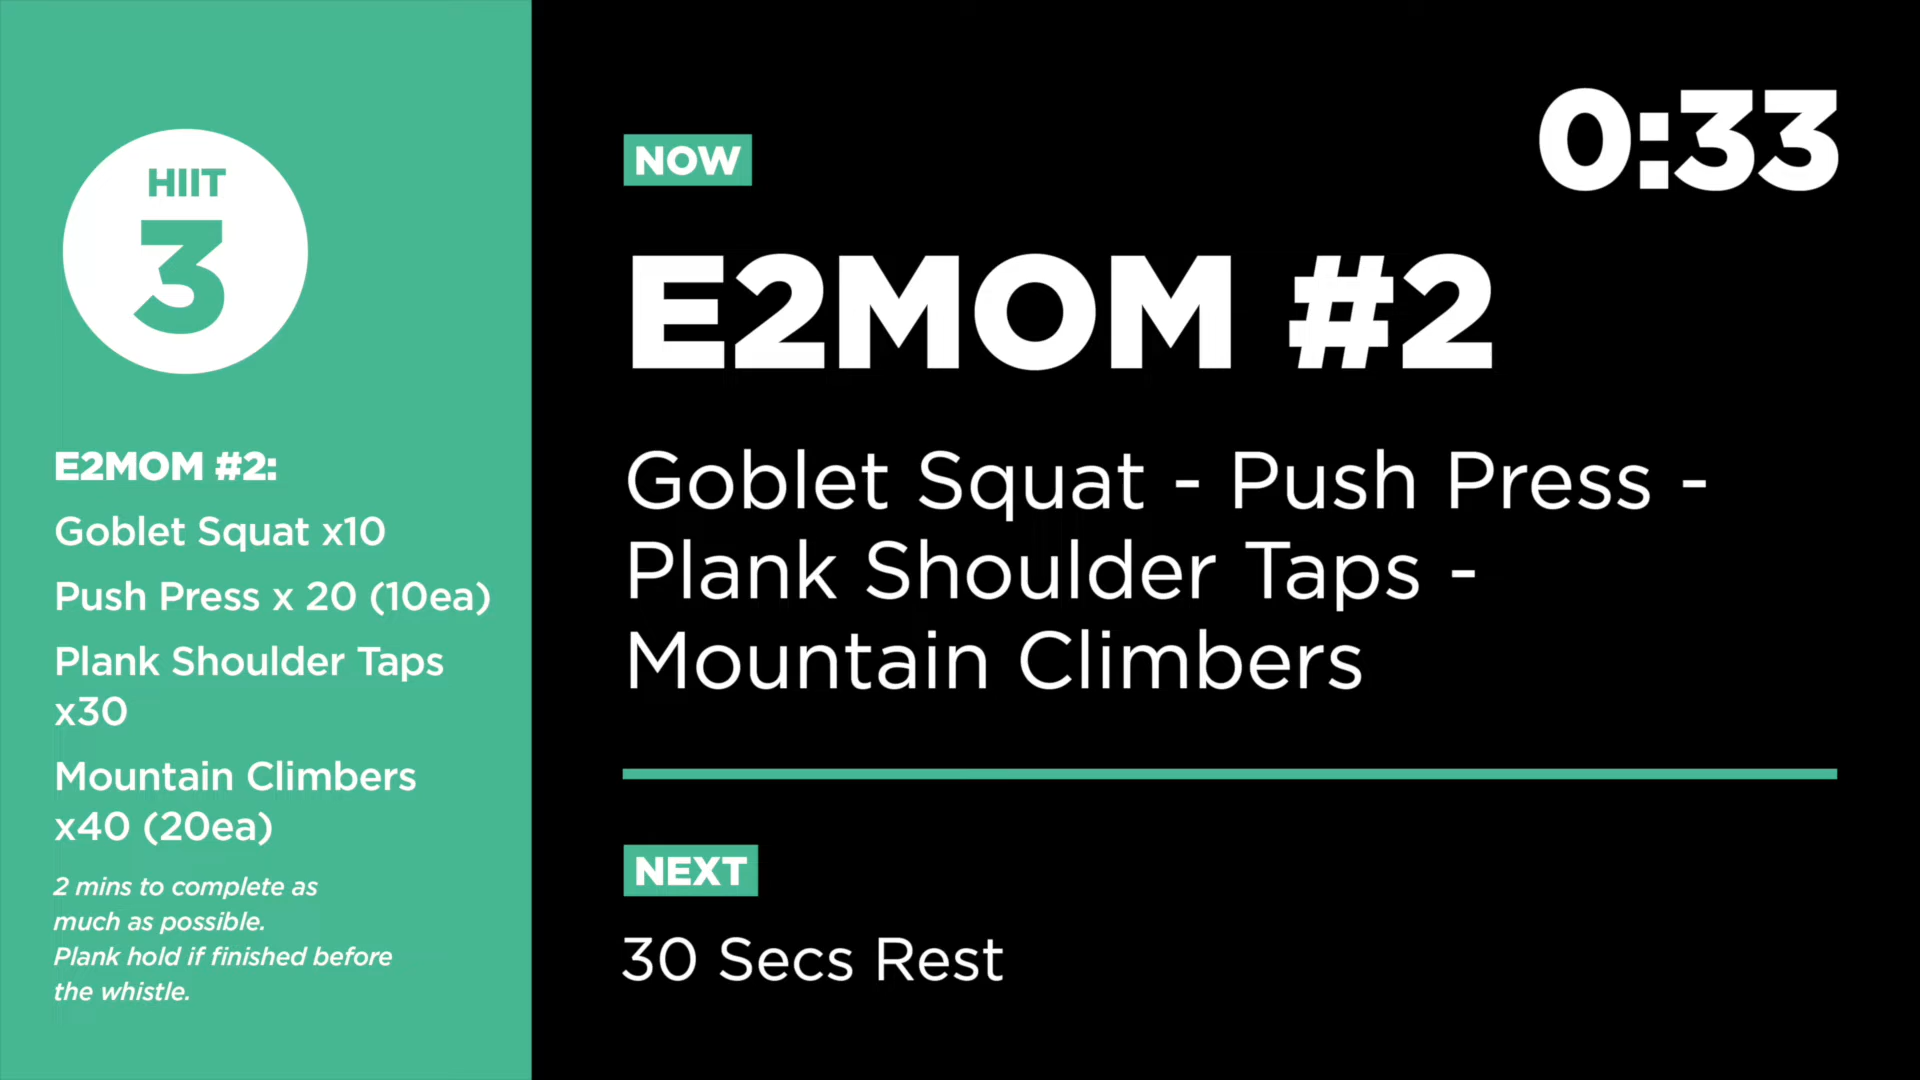 HIIT
3
E2MOM #2:
Goblet Squat x10
Push Press x 20 (10ea)
Plank Shoulder Taps
x30
Mountain Climbers
x40 (20ea)
2 mins to complete as
much as possible.
Plank hold if finished before
the whistle.
0:33
NOW
E2MOM #2
Goblet Squat - Push Press -
Plank Shoulder Taps -
Mountain Climbers
NEXT
30 Secs Rest